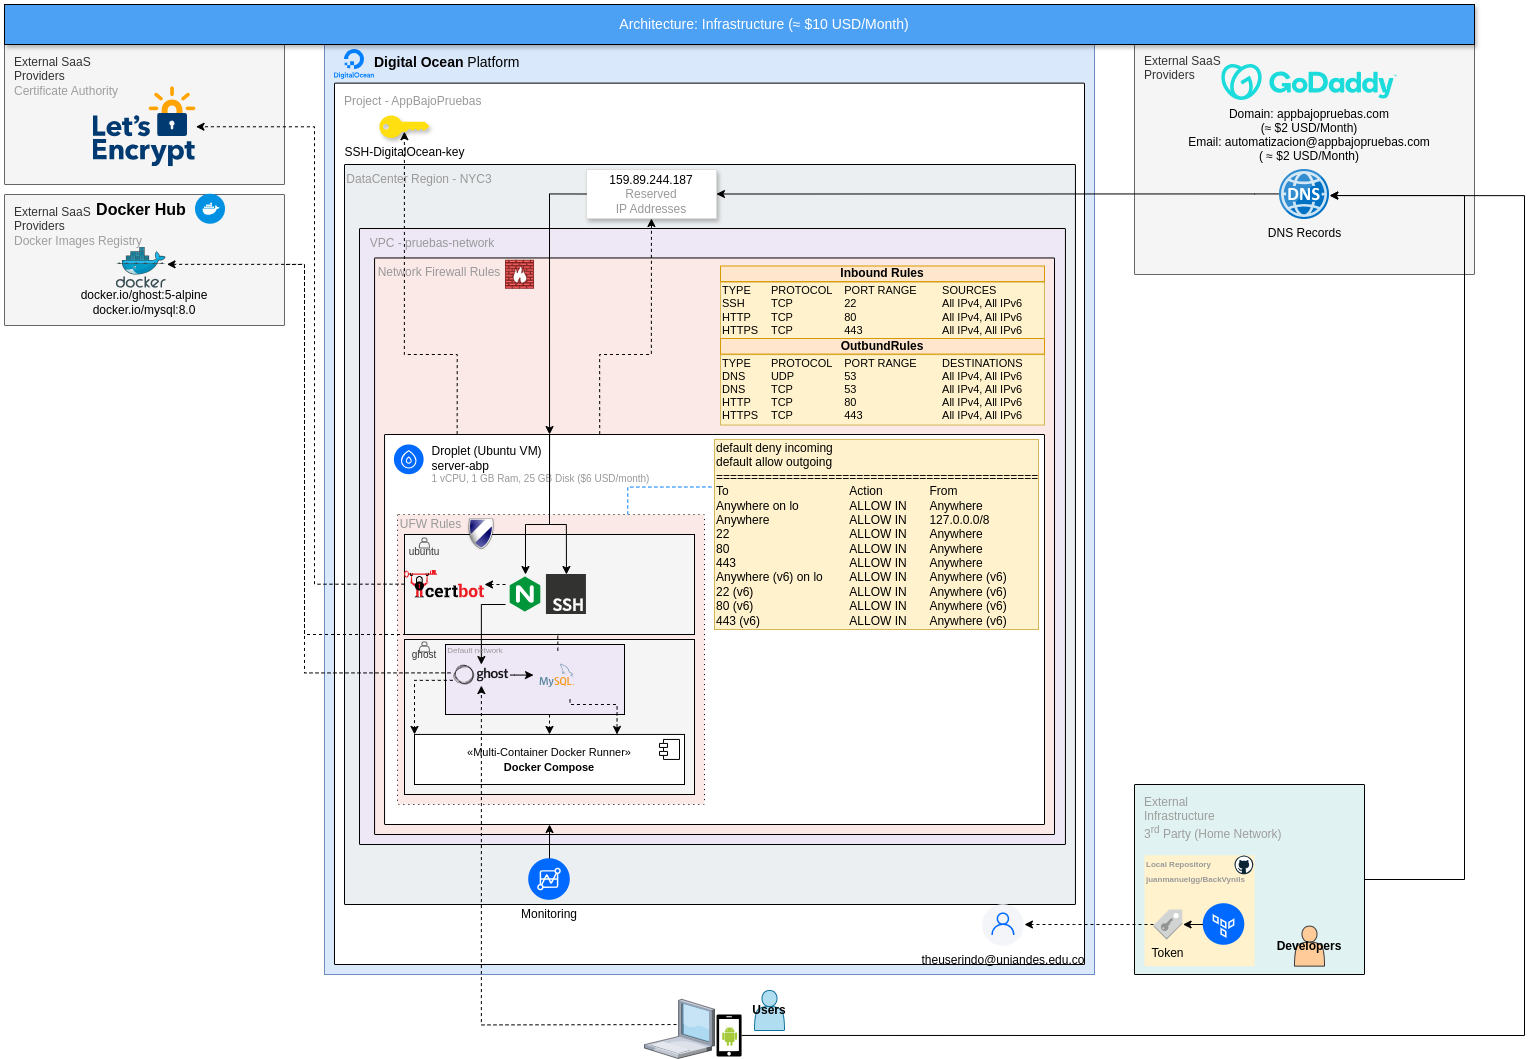 Architecture: Infrastructure (≈ $10 USD/Month)
External SaaS
Providers
Certificate Authority
Let's
Encrypt
External SaaS
Providers
Docker Images Registry
Docker Hub
docker
docker.io/ghost:5-alpine
docker.io/mysql:8.0
DigitalOcean
Digital Ocean Platform
Project - AppBajoPruebas
SSH-DigitalOcean-key
DataCenter Region - NYC3
159.89.244.187
Reserved
IP Addresses
VPC - pruebas-network
Network Firewall Rules
Inbound Rules
TYPE PROTOCOL PORT RANGE SOURCES
SSH TCP 22 All IPv4, All IPv6
HTTP TCP 80 All IPv4, All IPv6
HTTPS TCP 443 All IPv4, All IPv6
OutbundRules
TYPE PROTOCOL PORT RANGE DESTINATIONS
DNS UDP 53 All IPv4, All IPv6
DNS TCP 53 All IPv4, All IPv6
HTTP TCP 80 All IPv4, All IPv6
HTTPS TCP 443 All IPv4, All IPv6
Droplet (Ubuntu VM)
server-abp
1 vCPU, 1 GB Ram, 25 GB Disk ($6 USD/month)
default deny incoming
default allow outgoing
==============================================
To Action From
Anywhere on lo ALLOW IN Anywhere
Anywhere ALLOW IN 127.0.0.0/8
22 ALLOW IN Anywhere
80 ALLOW IN Anywhere
443 ALLOW IN Anywhere
Anywhere (v6) on lo ALLOW IN Anywhere (v6)
22 (v6) ALLOW IN Anywhere (v6)
80 (v6) ALLOW IN Anywhere (v6)
443 (v6) ALLOW IN Anywhere (v6)
UFW Rules
ubuntu
certbot
N
SSH
ghost
Default network
ghost
MySQL
«Multi-Container Docker Runner»
Docker Compose
Monitoring
theuserindo@uniandes.edu.co
External SaaS
Providers
GoDaddy
Domain: appbajopruebas.com
(≈ $2 USD/Month)
Email: automatizacion@appbajopruebas.com
( ≈ $2 USD/Month)
DNS
DNS Records
External
Infrastructure
3rd Party (Home Network)
Local Repository
juanmanuelgg/BackVynils
Token
Developers
Users